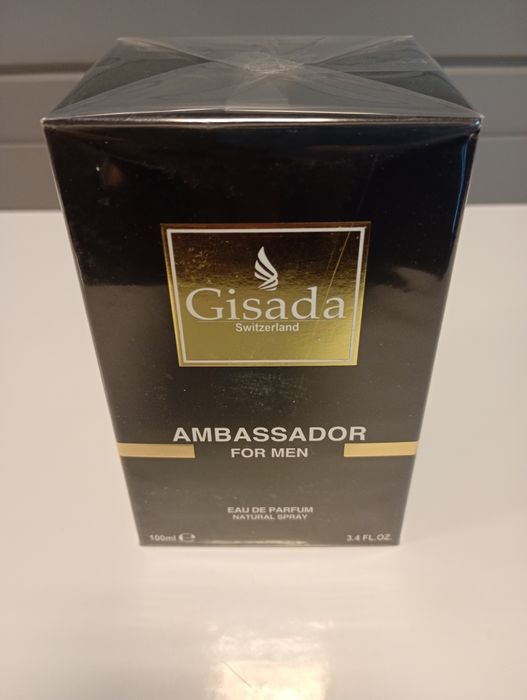 Gisada
Switzerland
AMBASSADOR
FOR MEN
EAU DE PARFUM
NATURAL SPRAY
100ml ℮ 3.4 FL.OZ.